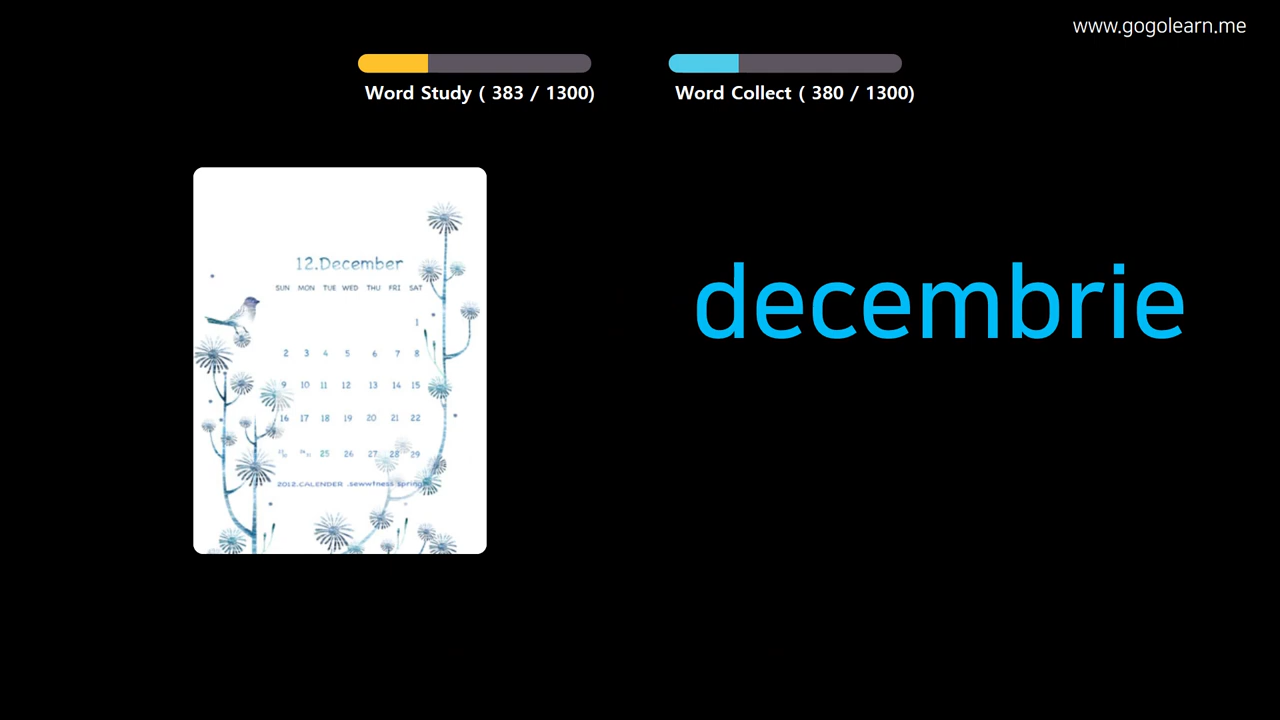 www.gogolearn.me
Word Study ( 383 / 1300)
Word Collect ( 380 / 1300)
12.December
SUN MON TUE WED THU FRI SAT
1
2 3 4 5 6 7 8
decembrie
9 10 11 12 13 14 15
16 17 18 19 20 21 22
25 26 27 28 29
2012.CALENDER .sewwtness spring